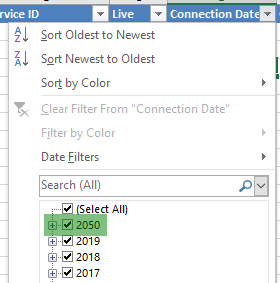 rvice ID Live Connection Date
Sort Oldest to Newest
Sort Newest to Oldest
Sort by Color
Clear Filter From "Connection Date"
Filter by Color
Date Filters
Search (All)
(Select All)
2050
2019
2018
2017